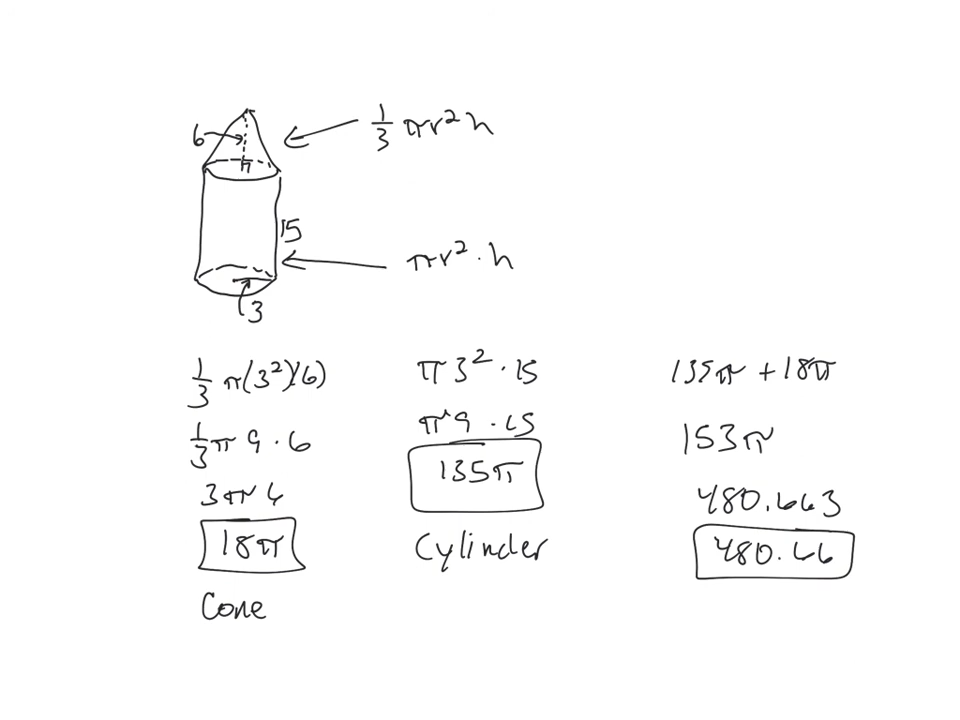 6
1/3 πr² h
15
πr² · h
3
1/3 π(3²)(6)
1/3 π 9 · 6
3π 6
18π
Cone
π 3² · 15
π 9 · 15
135π
Cylinder
135π + 18π
153π
480.663
480.66